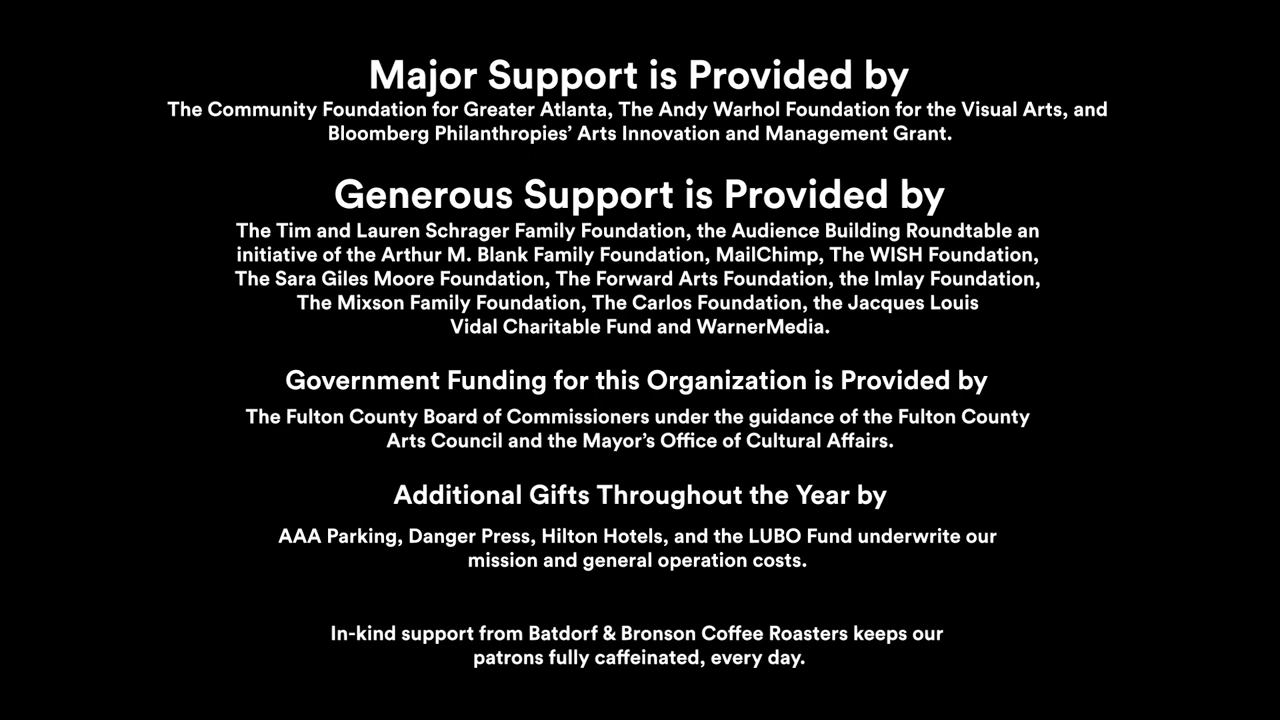 Major Support is Provided by
The Community Foundation for Greater Atlanta, The Andy Warhol Foundation for the Visual Arts, and
Bloomberg Philanthropies’ Arts Innovation and Management Grant.
Generous Support is Provided by
The Tim and Lauren Schrager Family Foundation, the Audience Building Roundtable an
initiative of the Arthur M. Blank Family Foundation, MailChimp, The WISH Foundation,
The Sara Giles Moore Foundation, The Forward Arts Foundation, the Imlay Foundation,
The Mixson Family Foundation, The Carlos Foundation, the Jacques Louis
Vidal Charitable Fund and WarnerMedia.
Government Funding for this Organization is Provided by
The Fulton County Board of Commissioners under the guidance of the Fulton County
Arts Council and the Mayor’s Office of Cultural Affairs.
Additional Gifts Throughout the Year by
AAA Parking, Danger Press, Hilton Hotels, and the LUBO Fund underwrite our
mission and general operation costs.
In-kind support from Batdorf & Bronson Coffee Roasters keeps our
patrons fully caffeinated, every day.